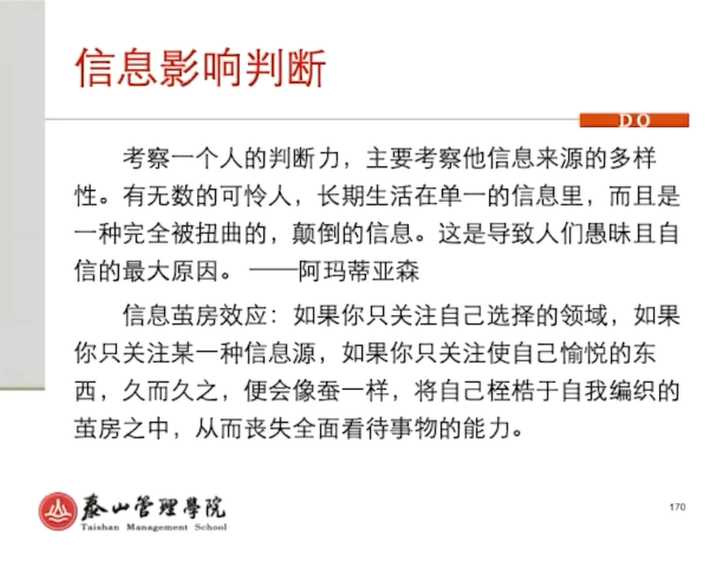 信息影响判断
DO
考察一个人的判断力，主要考察他信息来源的多样
性。有无数的可怜人，长期生活在单一的信息里，而且是
一种完全被扭曲的，颠倒的信息。这是导致人们愚昧且自
信的最大原因。 ——阿玛蒂亚森
信息茧房效应：如果你只关注自己选择的领域，如果
你只关注某一种信息源，如果你只关注使自己愉悦的东
西，久而久之，便会像蚕一样，将自己桎梏于自我编织的
茧房之中，从而丧失全面看待事物的能力。
泰山管理學院
Taishan Management School
170